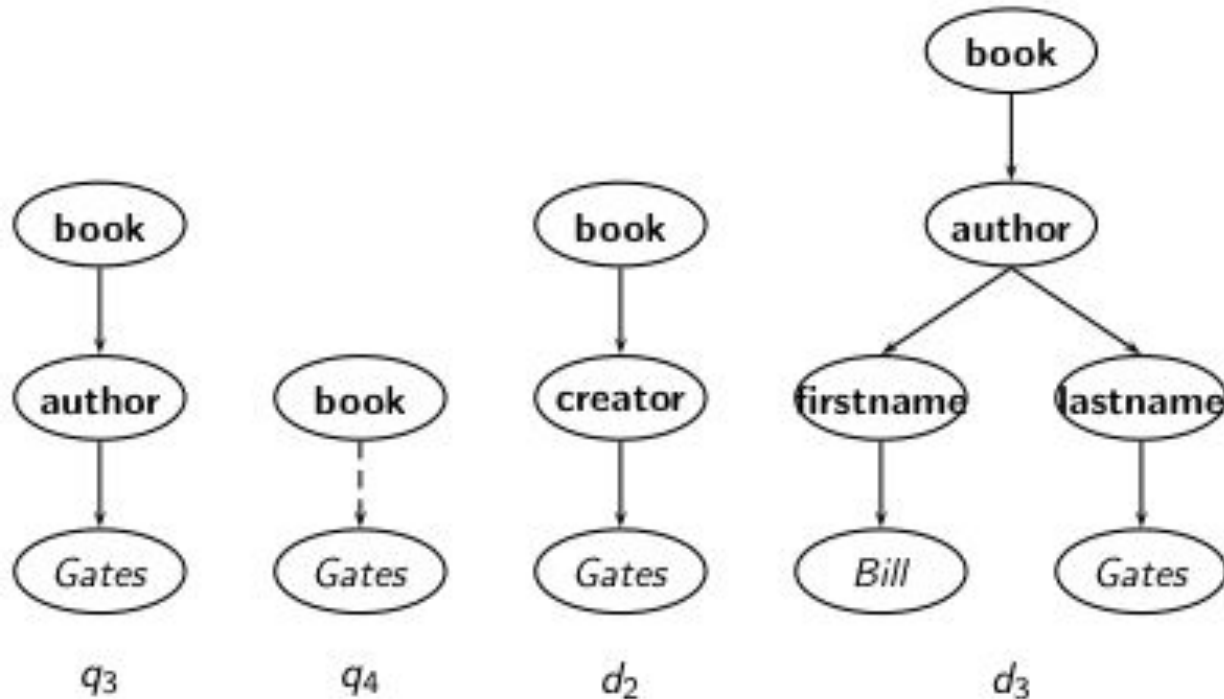 book
book book author
author book creator firstname lastname
Gates Gates Gates Bill Gates
q3 q4 d2 d3